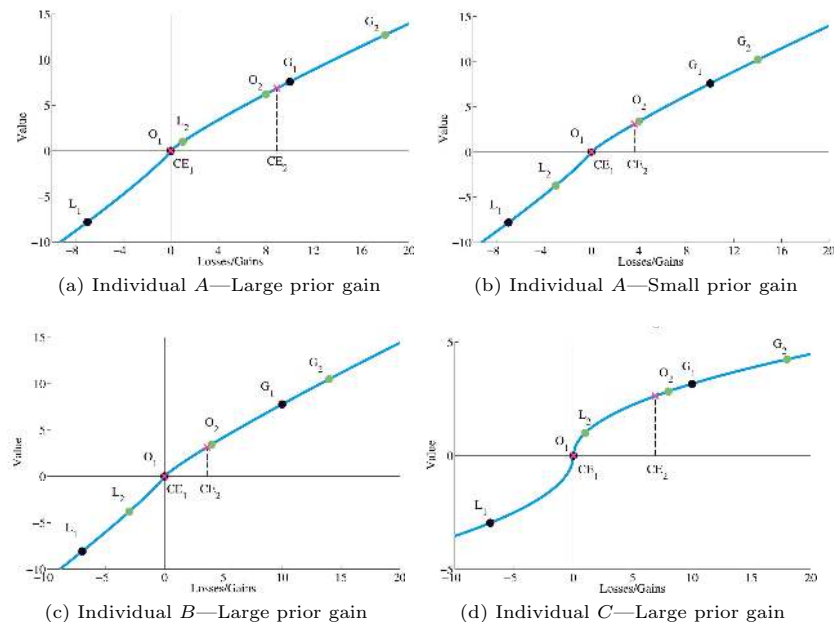 15
10
5
0
−5
−10
Value
−8
−4
0
4
8
12
16
20
Losses/Gains
L₁
O₁
L₂
CE₁
O₂
CE₂
G₁
G₂
(a) Individual A—Large prior gain
15
10
5
0
−5
−10
Value
−8
−4
0
4
8
12
16
20
Losses/Gains
L₁
L₂
O₁
CE₁
O₂
CE₂
G₁
G₂
(b) Individual A—Small prior gain
15
10
5
0
−5
−10
Value
−10
−5
0
5
10
15
20
Losses/Gains
L₁
L₂
O₁
CE₁
O₂
CE₂
G₁
G₂
(c) Individual B—Large prior gain
5
0
−5
Value
−10
−5
0
5
10
15
20
Losses/Gains
L₁
O₁
L₂
CE₁
O₂
CE₂
G₁
G₂
(d) Individual C—Large prior gain